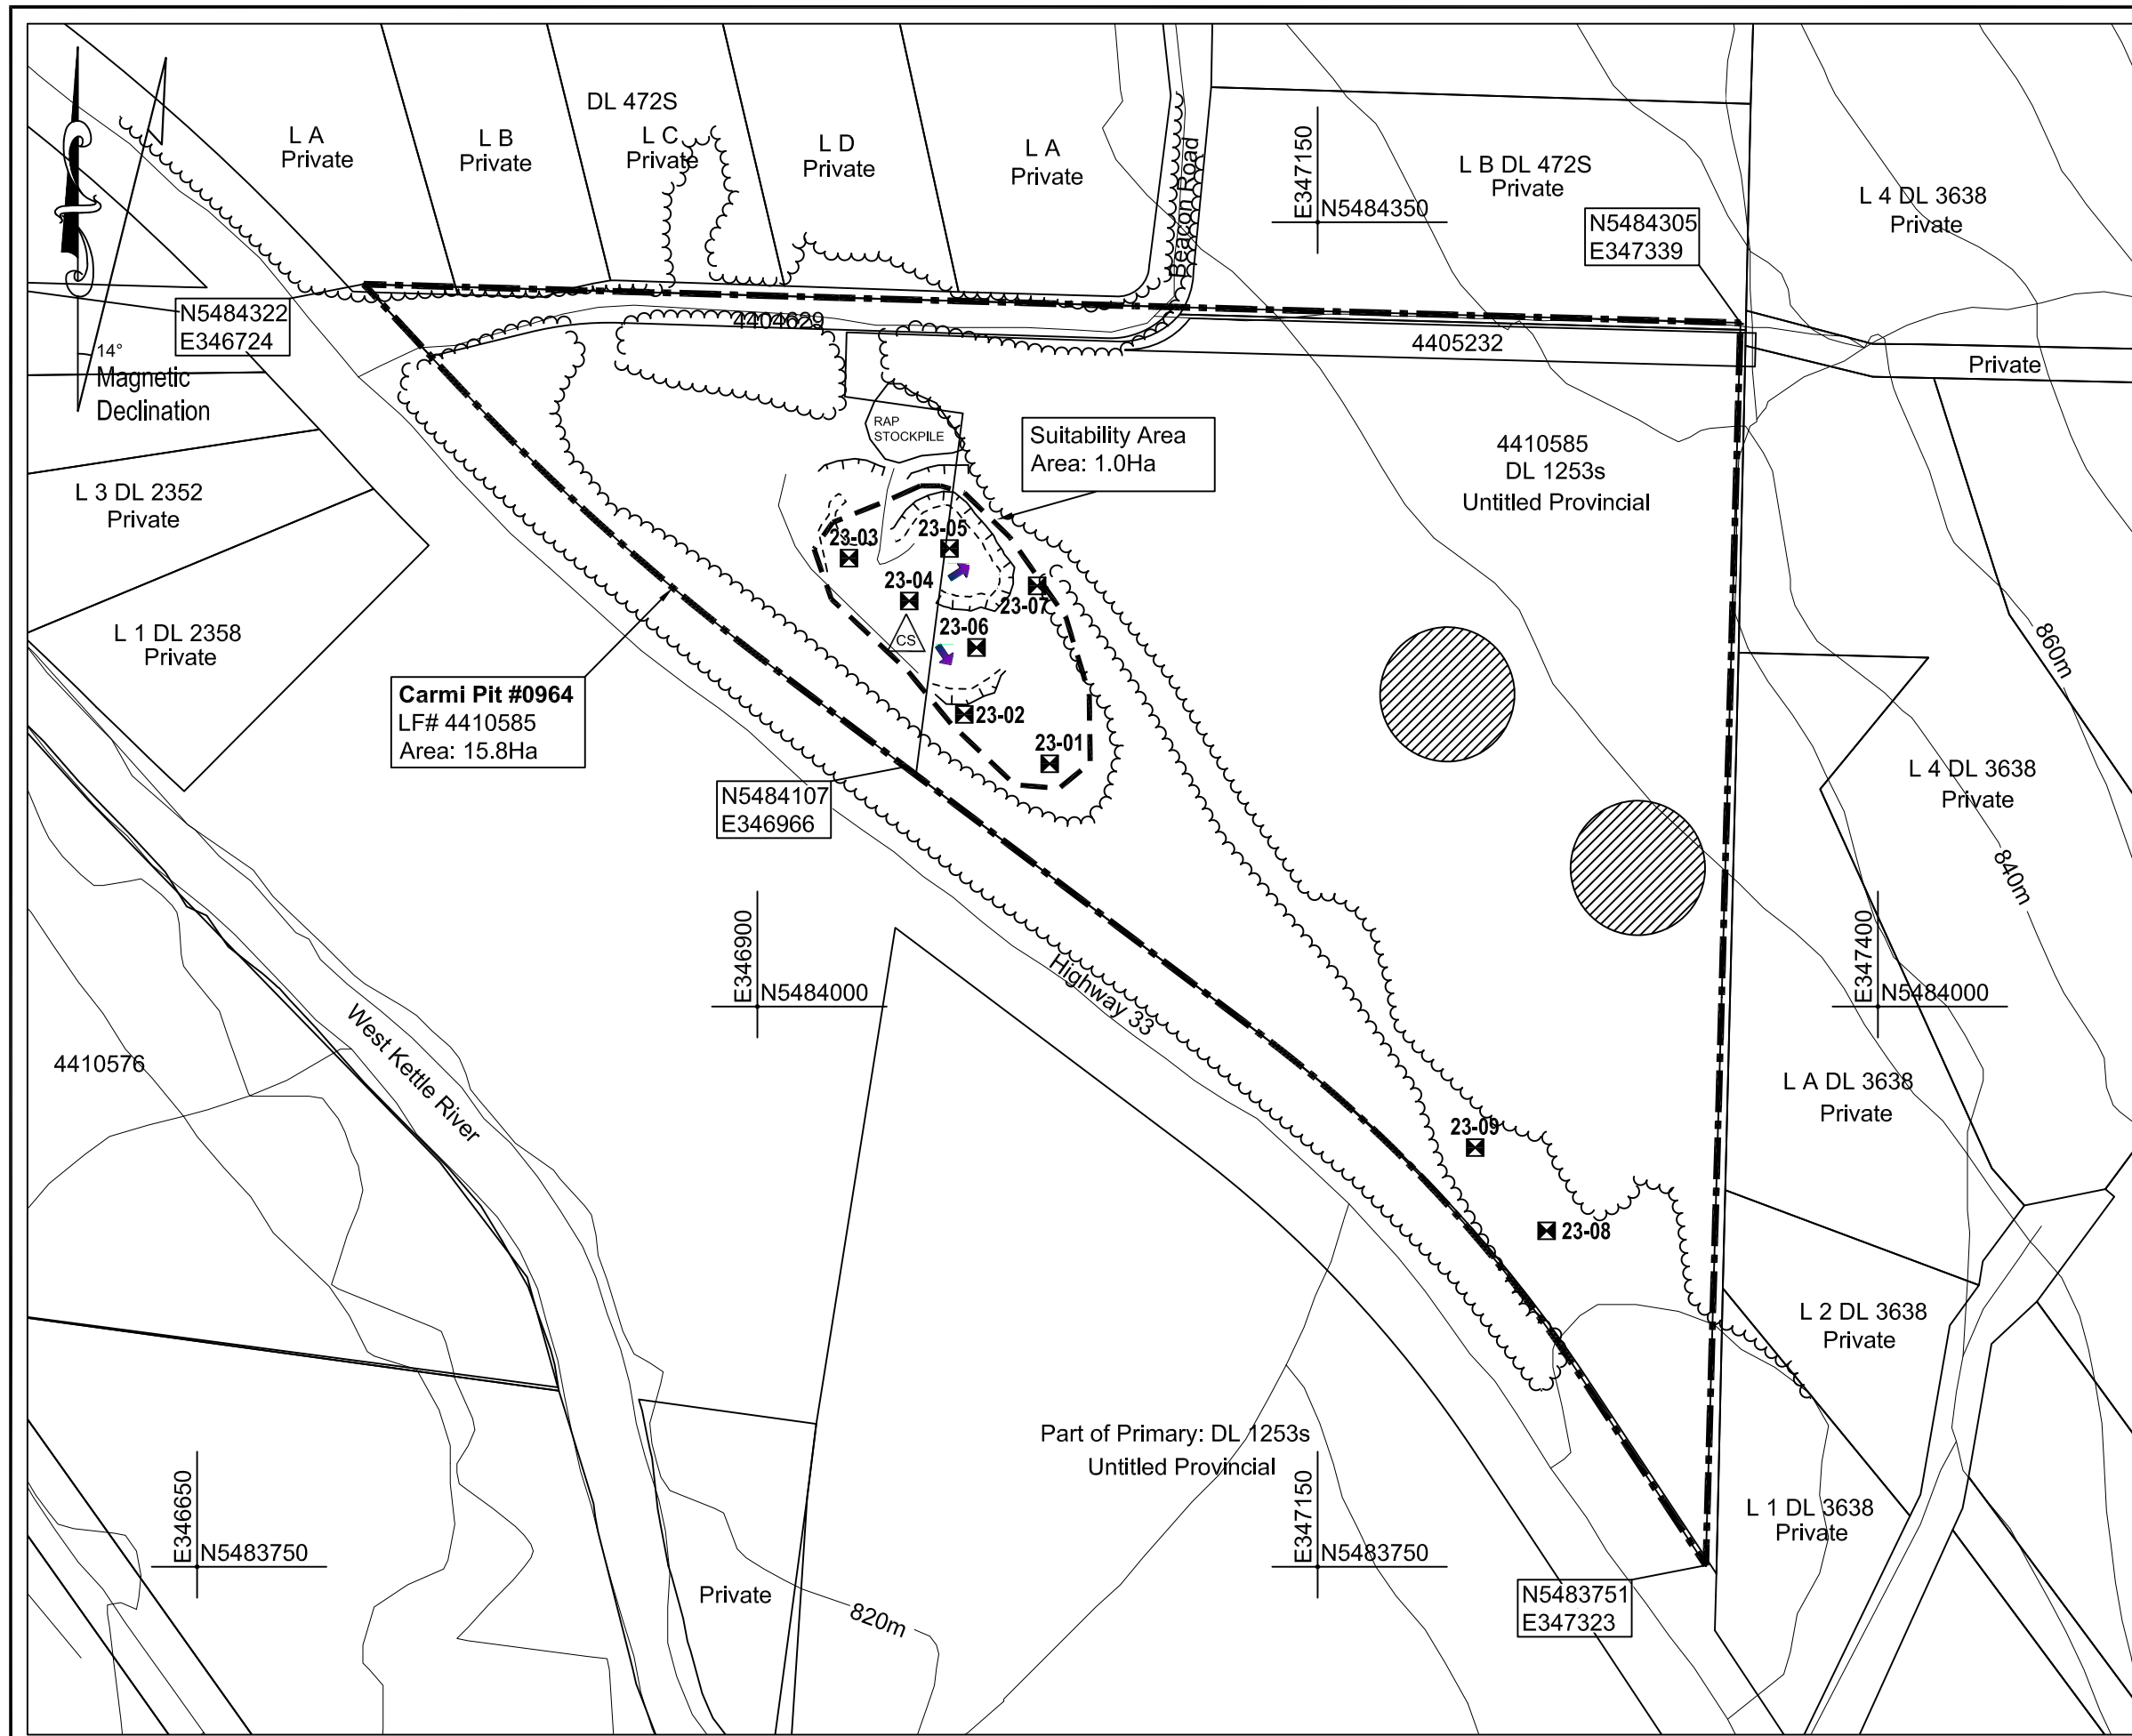 DL 472S
L A
Private
L B
Private
L C
Private
L D
Private
L A
Private
Beacon Road
E347150
N5484350
L B DL 472S
Private
L 4 DL 3638
Private
N5484305
E347339
N5484322
E346724
14°
Magnetic
Declination
4404629
4405232
Private
RAP
STOCKPILE
Suitability Area
Area: 1.0Ha
4410585
DL 1253s
Untitled Provincial
L 3 DL 2352
Private
23-03
23-05
23-04
23-07
CS
23-06
L 1 DL 2358
Private
860m
Carmi Pit #0964
LF# 4410585
Area: 15.8Ha
23-02
23-01
N5484107
E346966
L 4 DL 3638
Private
840m
E346900
N5484000
Highway 33
E347400
N5484000
West Kettle River
4410576
L A DL 3638
Private
23-09
23-08
L 2 DL 3638
Private
Part of Primary: DL 1253s
Untitled Provincial
E346650
N5483750
E347150
N5483750
L 1 DL 3638
Private
Private
820m
N5483751
E347323